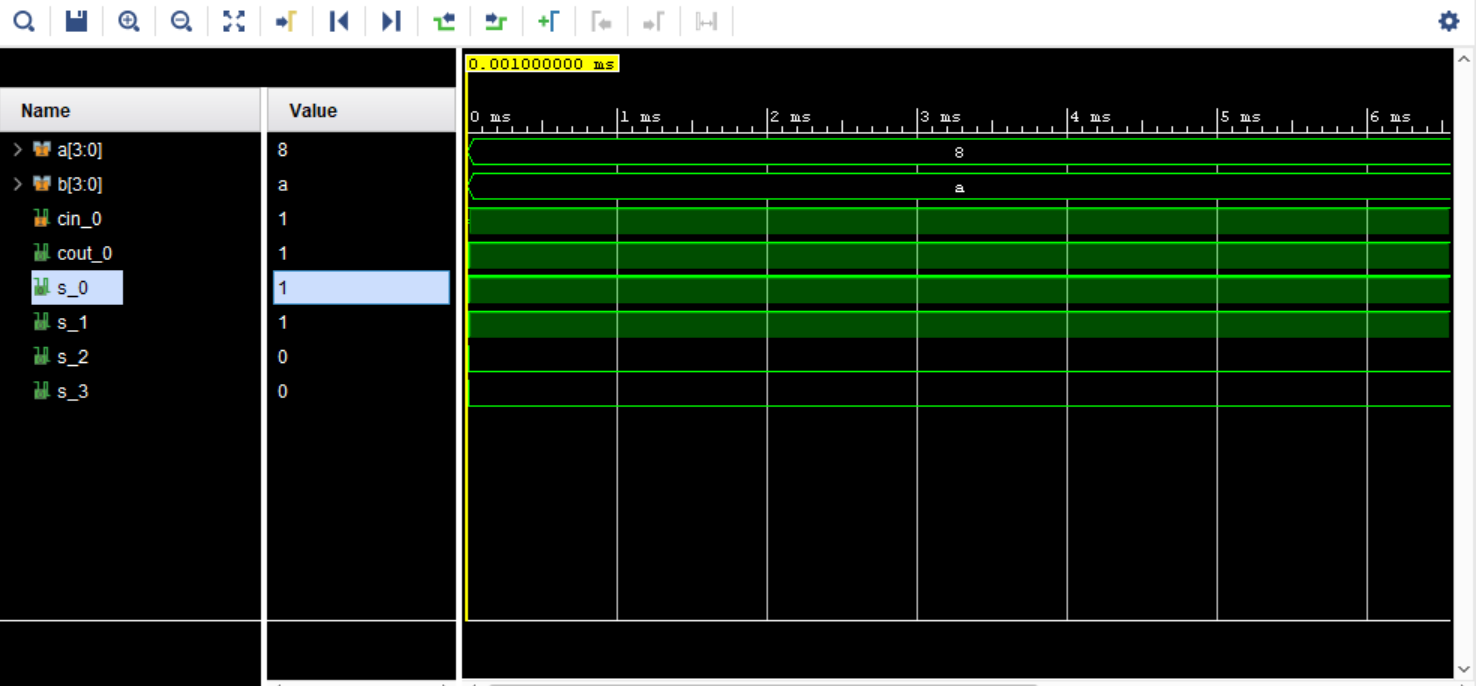 0.001000000 ms
Name Value
0 ms 1 ms 2 ms 3 ms 4 ms 5 ms 6 ms
a[3:0] 8 8
b[3:0] a a
cin_0 1
cout_0 1
s_0 1
s_1 1
s_2 0
s_3 0